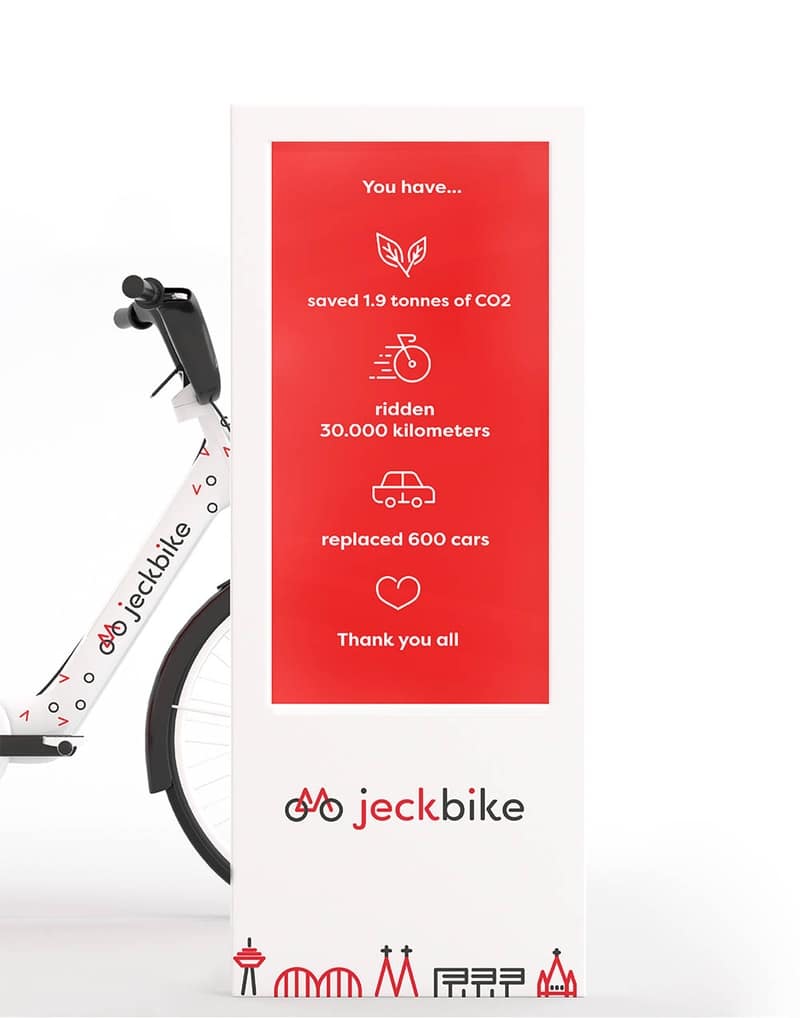 You have...
saved 1.9 tonnes of CO2
ridden
30.000 kilometers
replaced 600 cars
Thank you all
jeckbike
jeckbike